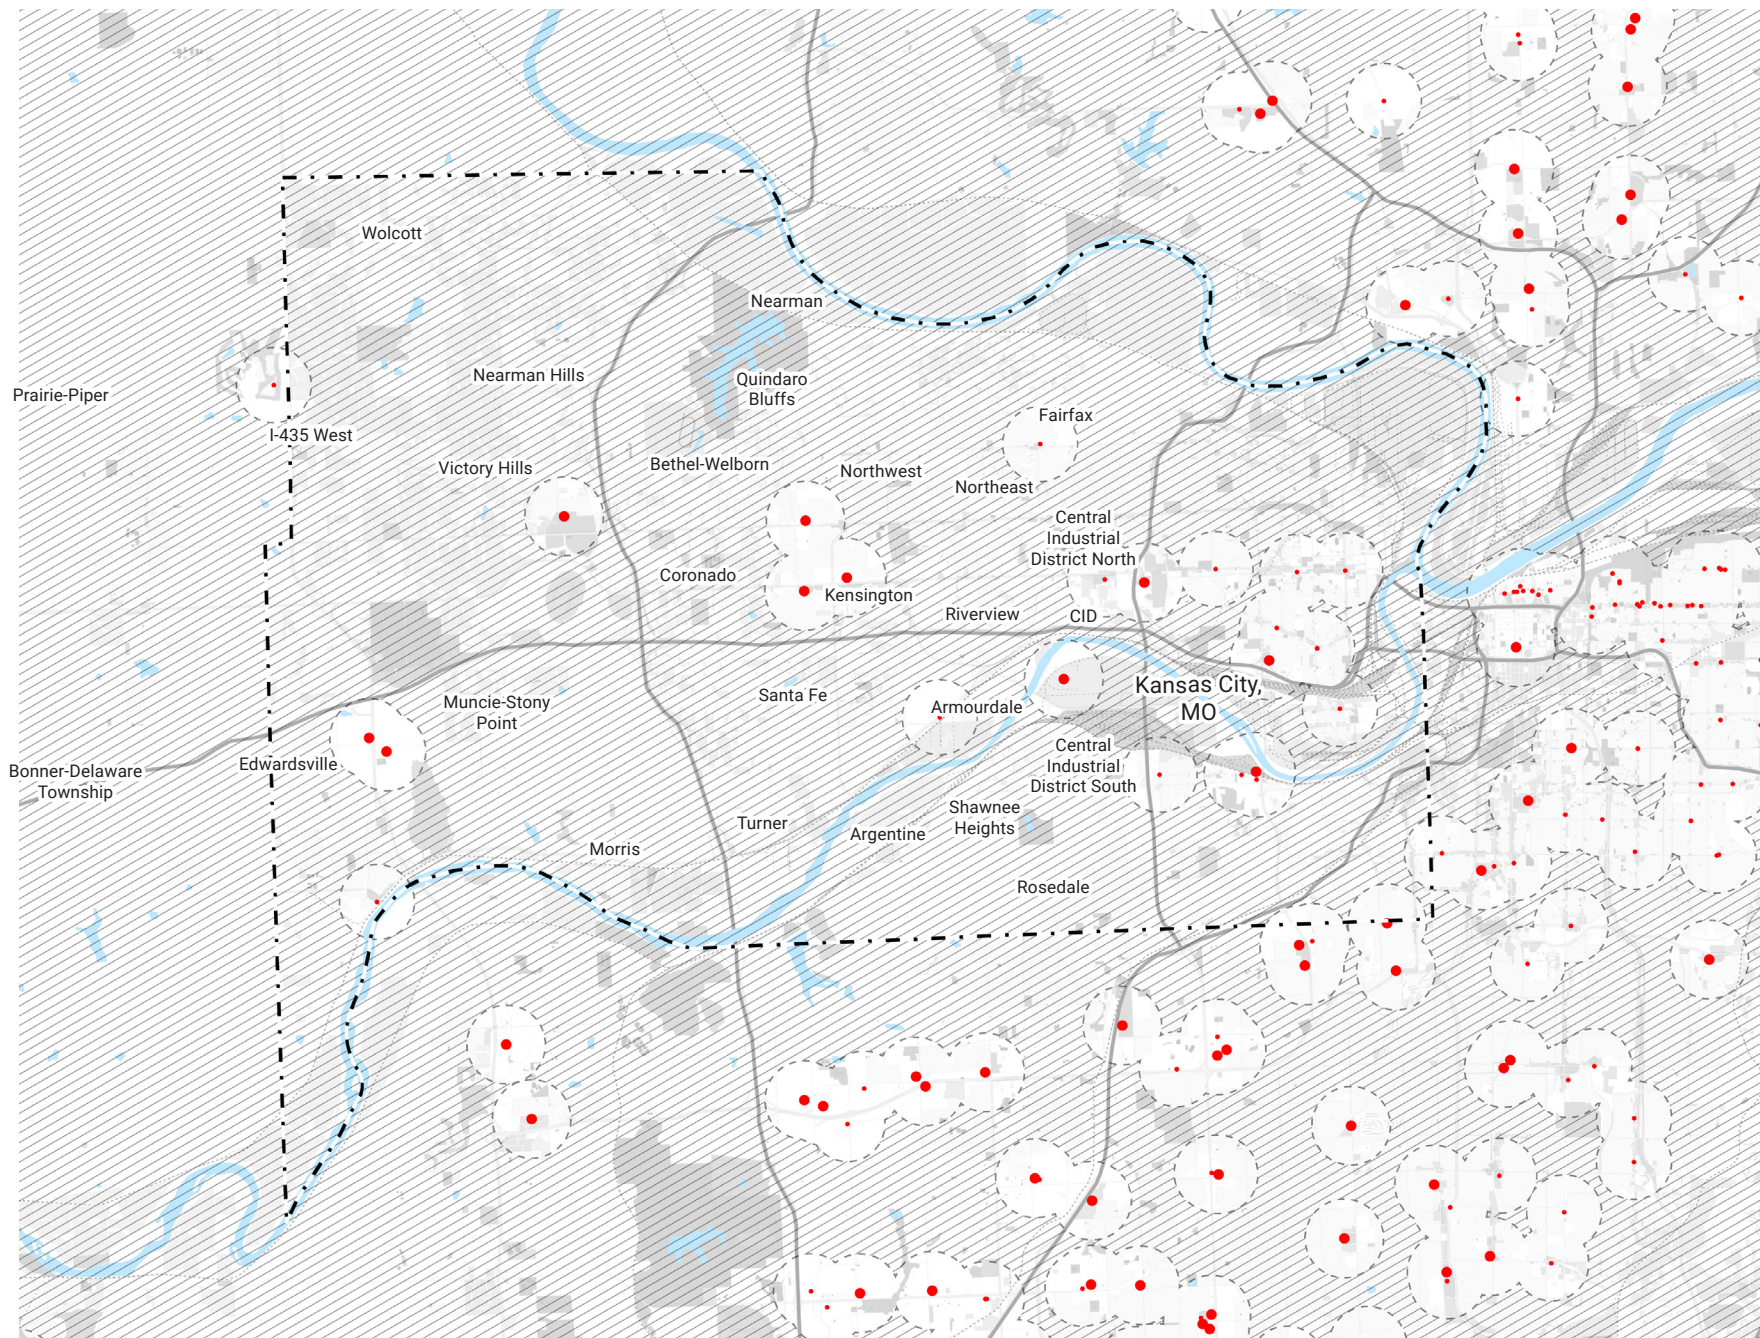 Wolcott
Nearman
Nearman Hills
Quindaro
Bluffs
Prairie-Piper
Fairfax
I-435 West
Victory Hills
Bethel-Welborn
Northwest
Northeast
Central
Industrial
District North
Coronado
Kensington
Riverview
CID
Kansas City,
MO
Santa Fe
Muncie-Stony
Point
Armourdale
Central
Industrial
District South
Edwardsville
Bonner-Delaware
Township
Shawnee
Heights
Turner
Argentine
Morris
Rosedale